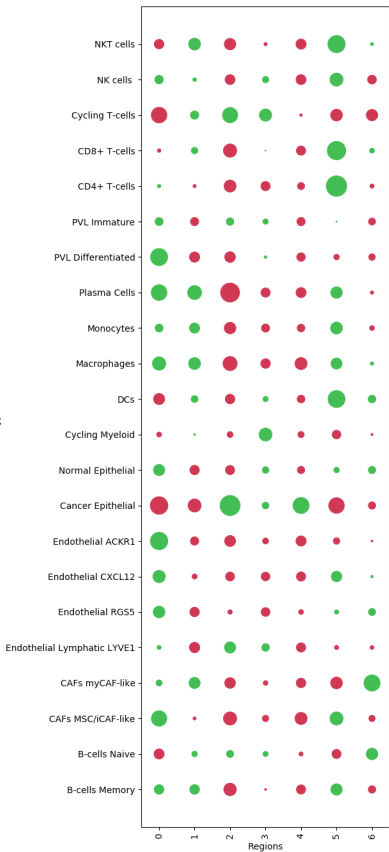 NKT cells
NK cells
Cycling T-cells
CD8+ T-cells
CD4+ T-cells
PVL Immature
PVL Differentiated
Plasma Cells
Monocytes
Macrophages
DCs
Cycling Myeloid
Normal Epithelial
Cancer Epithelial
Endothelial ACKR1
Endothelial CXCL12
Endothelial RGS5
Endothelial Lymphatic LYVE1
CAFs myCAF-like
CAFs MSC/iCAF-like
B-cells Naive
B-cells Memory
0 1 2 3 4 5 6
Regions